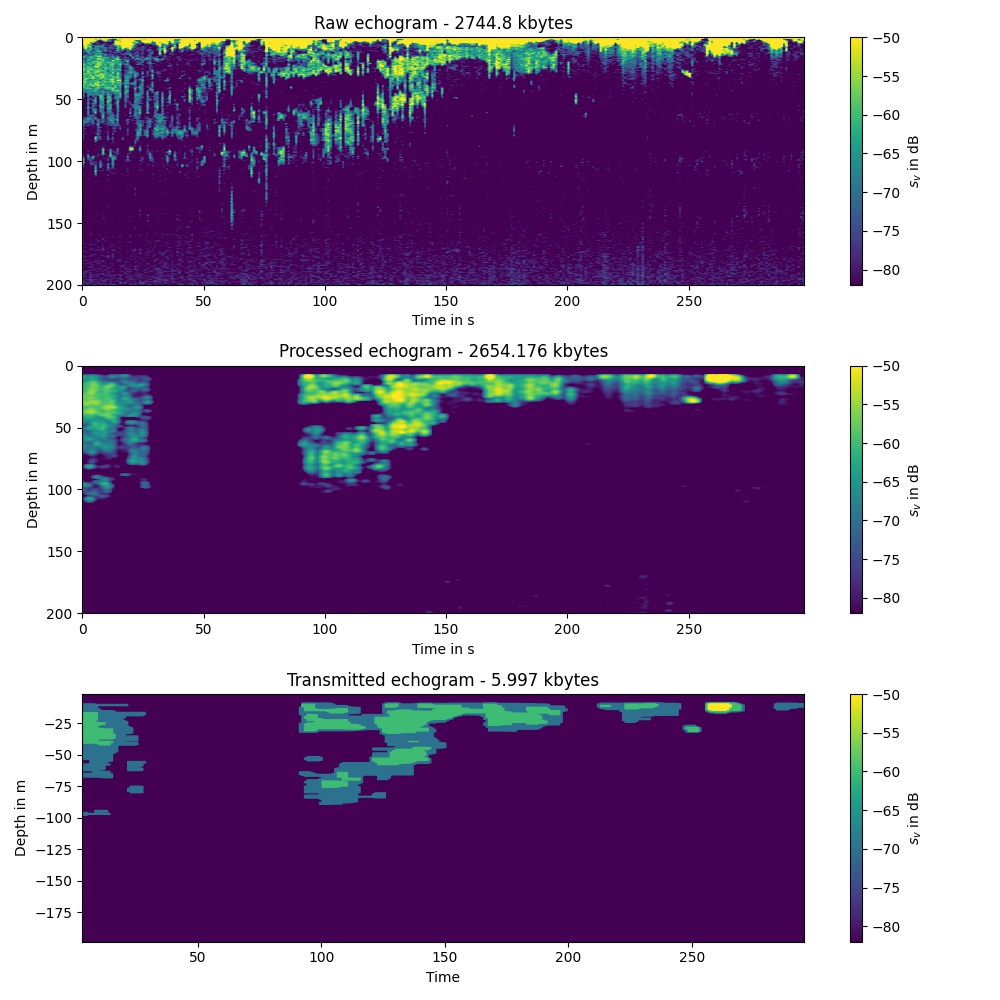 Raw echogram - 2744.8 kbytes
0
50
100
150
200
Depth in m
0 50 100 150 200 250
Time in s
−50
−55
−60
−65
−70
−75
−80
sv in dB
Processed echogram - 2654.176 kbytes
0
50
100
150
200
Depth in m
0 50 100 150 200 250
Time in s
−50
−55
−60
−65
−70
−75
−80
sv in dB
Transmitted echogram - 5.997 kbytes
−25
−50
−75
−100
−125
−150
−175
Depth in m
50 100 150 200 250
Time
−50
−55
−60
−65
−70
−75
−80
sv in dB